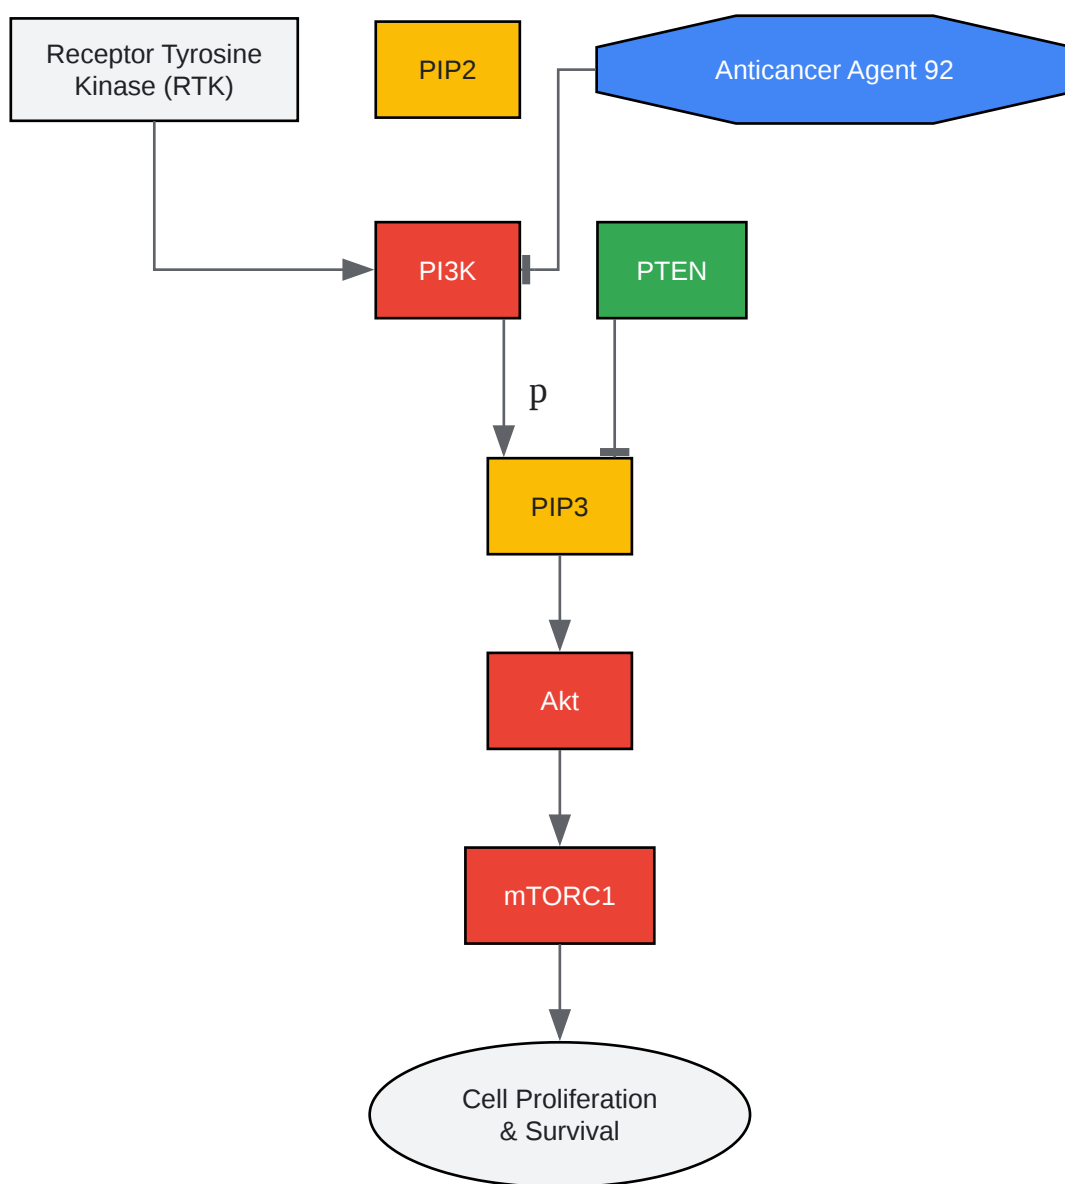 Receptor Tyrosine
Kinase (RTK)
PIP2
Anticancer Agent 92
PI3K
PTEN
p
PIP3
Akt
mTORC1
Cell Proliferation
& Survival